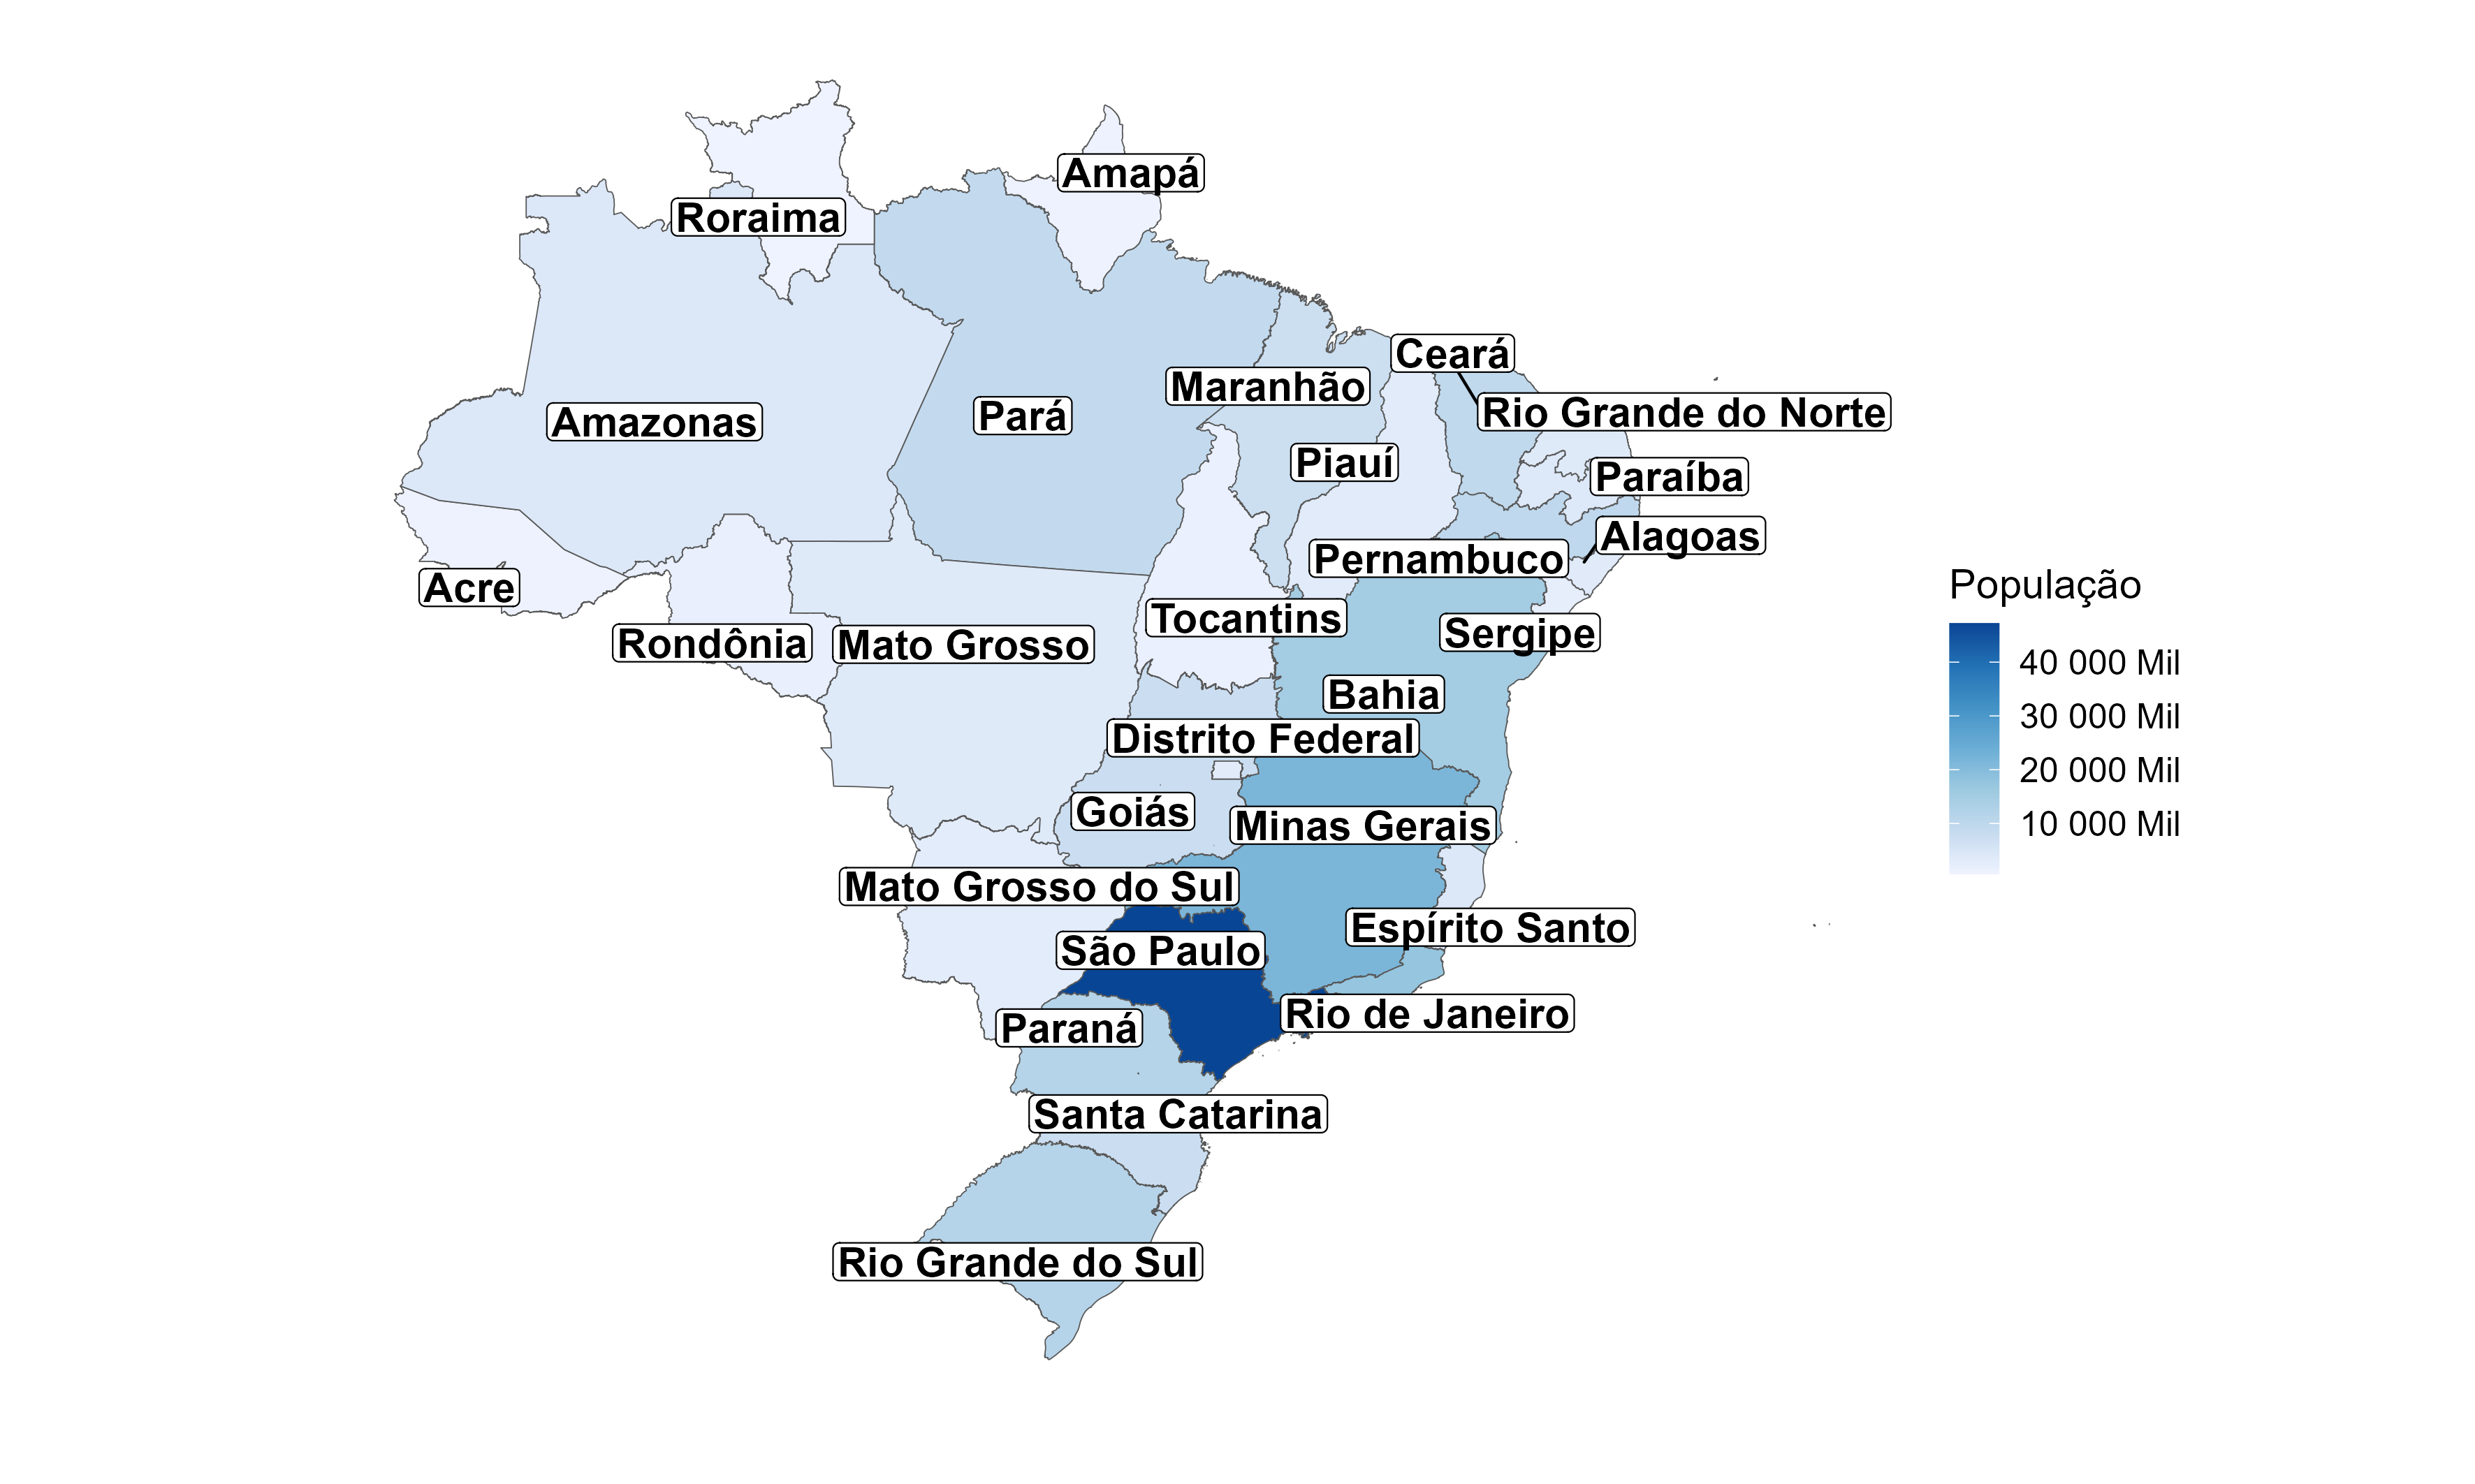 Amapá
Roraima
Ceará
Maranhão
Rio Grande do Norte
Pará
Amazonas
Piauí
Paraíba
Alagoas
Pernambuco
Acre
Tocantins
Sergipe
Rondônia
Mato Grosso
Bahia
Distrito Federal
Goiás
Minas Gerais
Mato Grosso do Sul
Espírito Santo
São Paulo
Rio de Janeiro
Paraná
Santa Catarina
Rio Grande do Sul
População
40 000 Mil
30 000 Mil
20 000 Mil
10 000 Mil